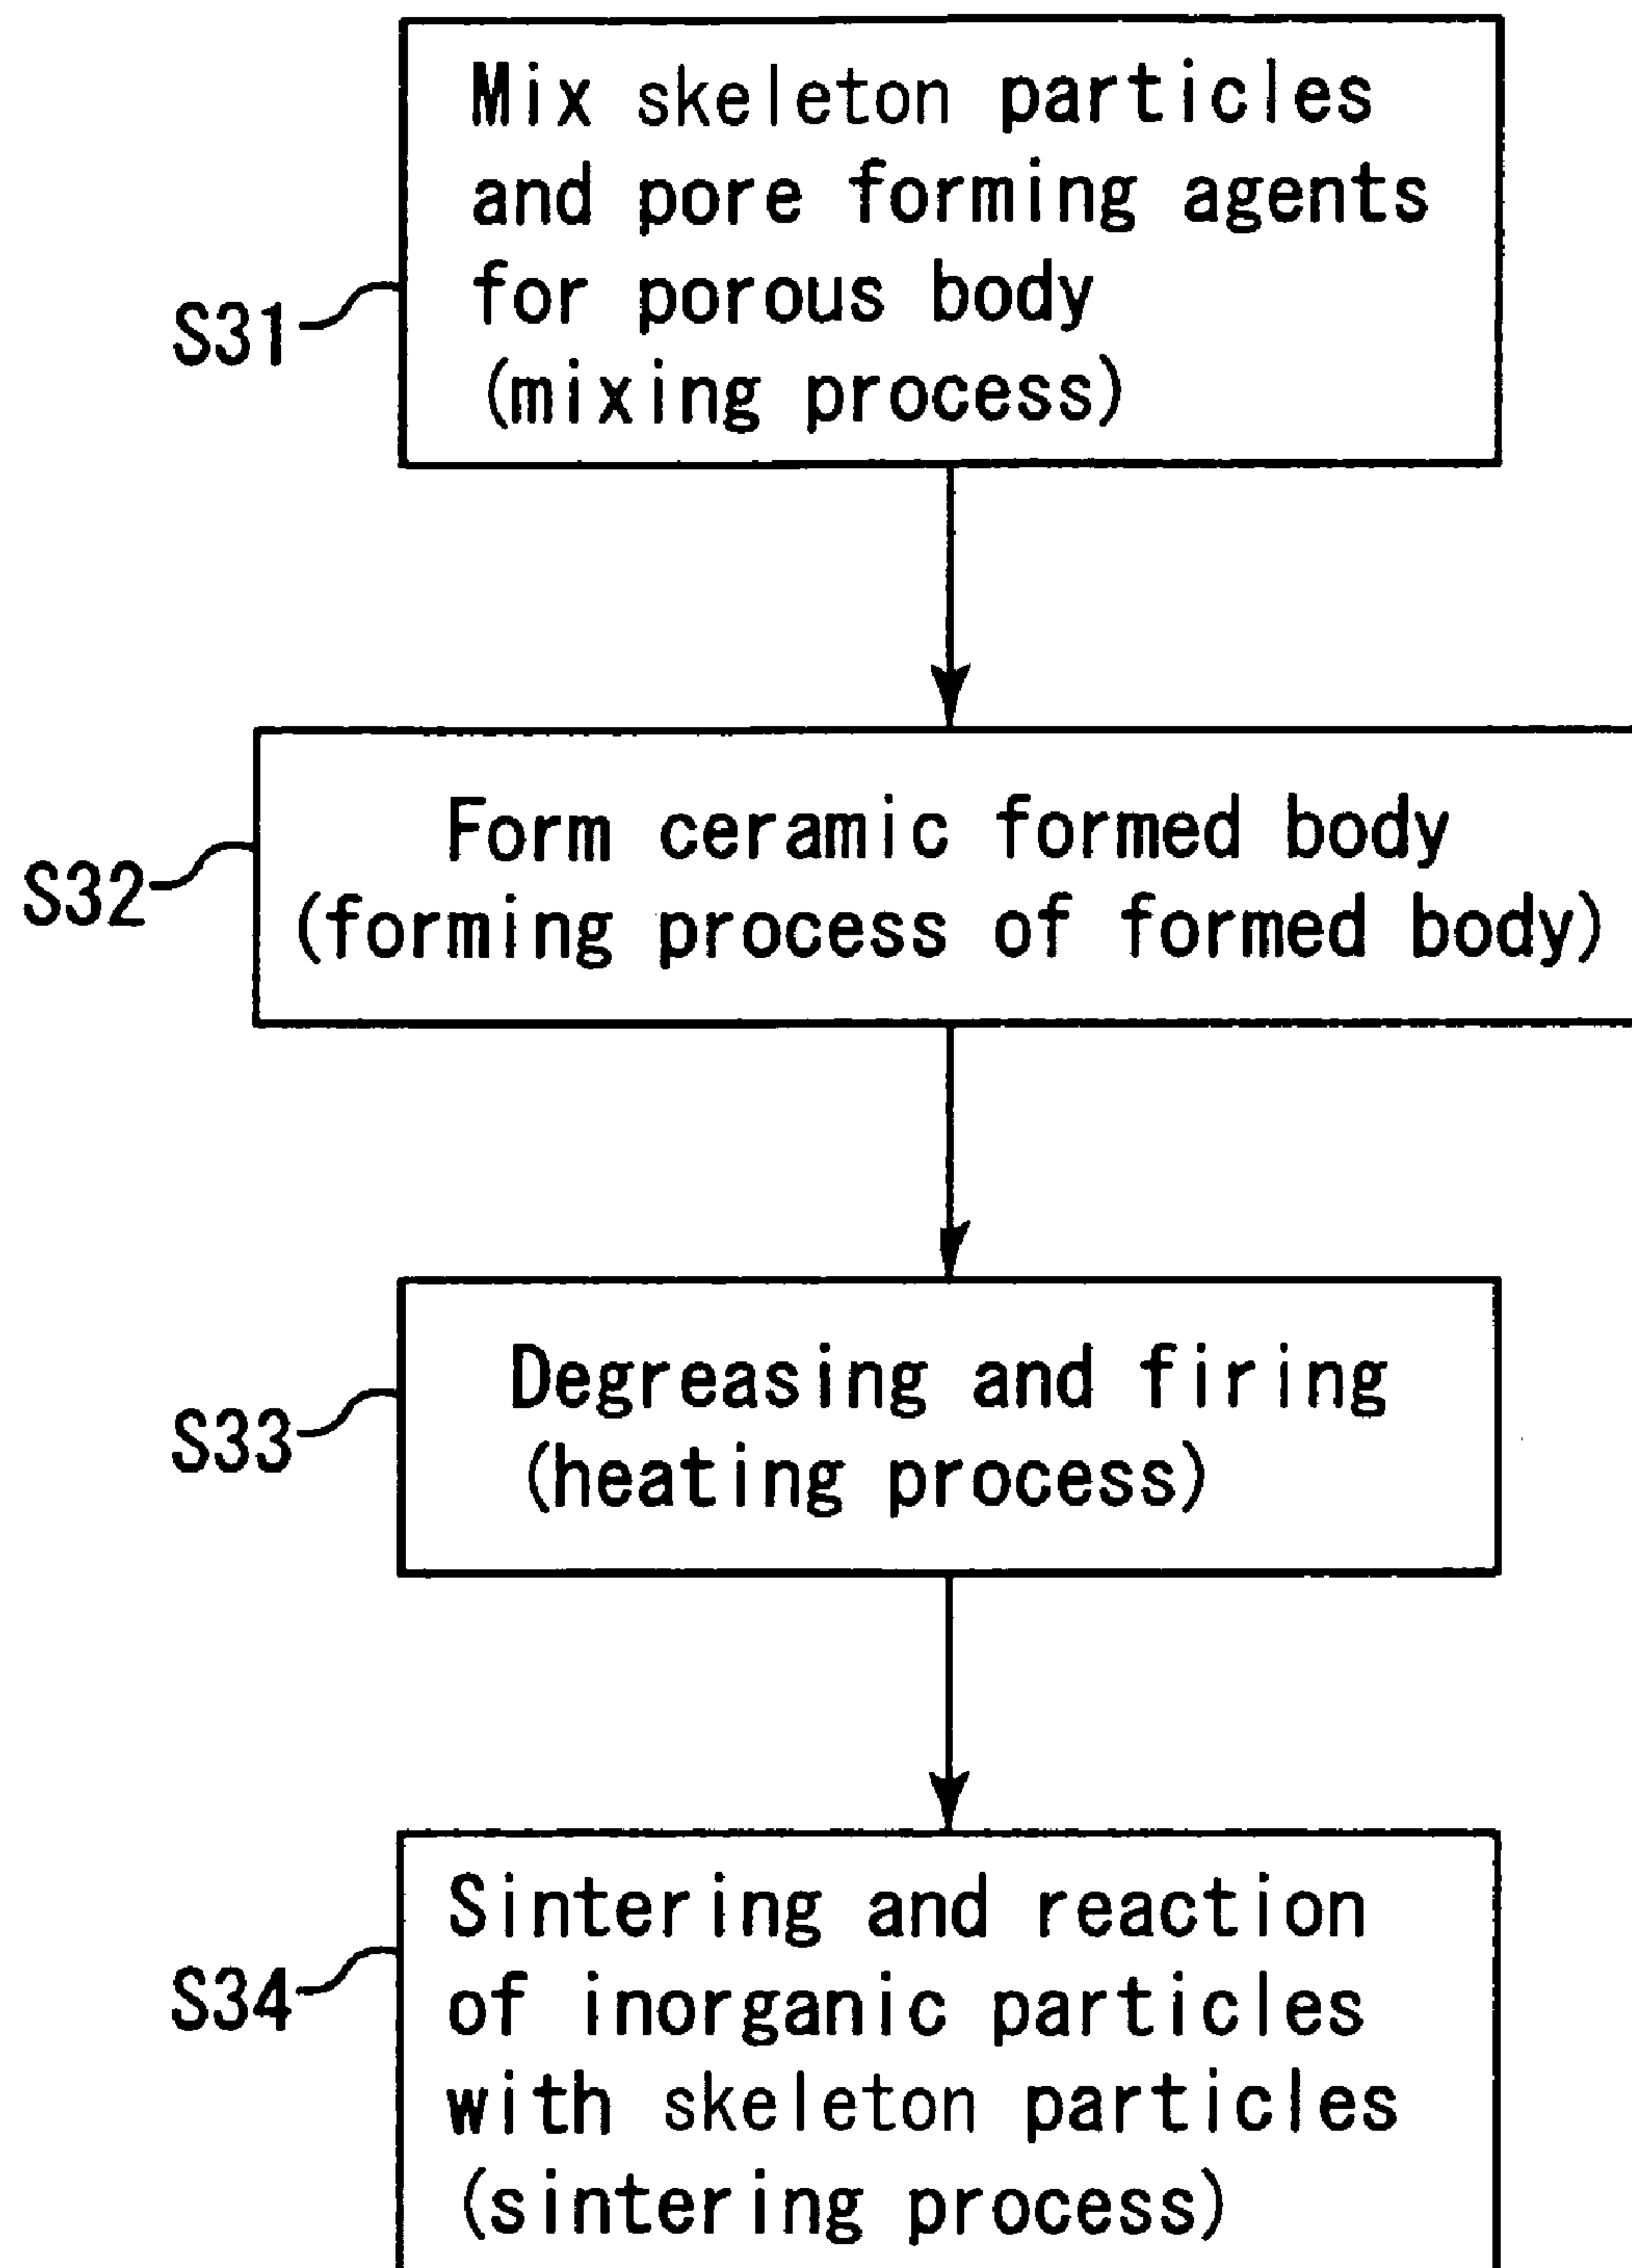 Mix skeleton particles
and pore forming agents
for porous body
(mixing process)
S31
Form ceramic formed body
(forming process of formed body)
S32
Degreasing and firing
(heating process)
S33
Sintering and reaction
of inorganic particles
with skeleton particles
(sintering process)
S34